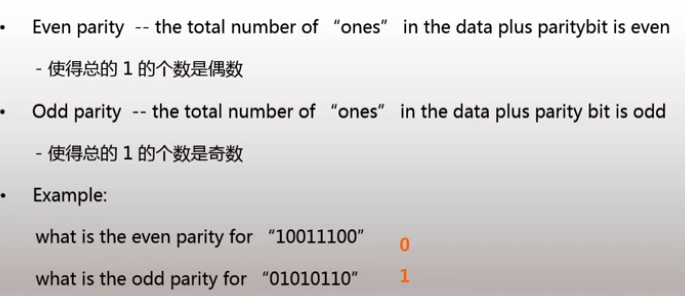 • Even parity -- the total number of “ones” in the data plus paritybit is even
- 使得总的 1 的个数是偶数
• Odd parity -- the total number of “ones” in the data plus parity bit is odd
- 使得总的 1 的个数是奇数
• Example:
what is the even parity for “10011100” 0
what is the odd parity for “01010110” 1